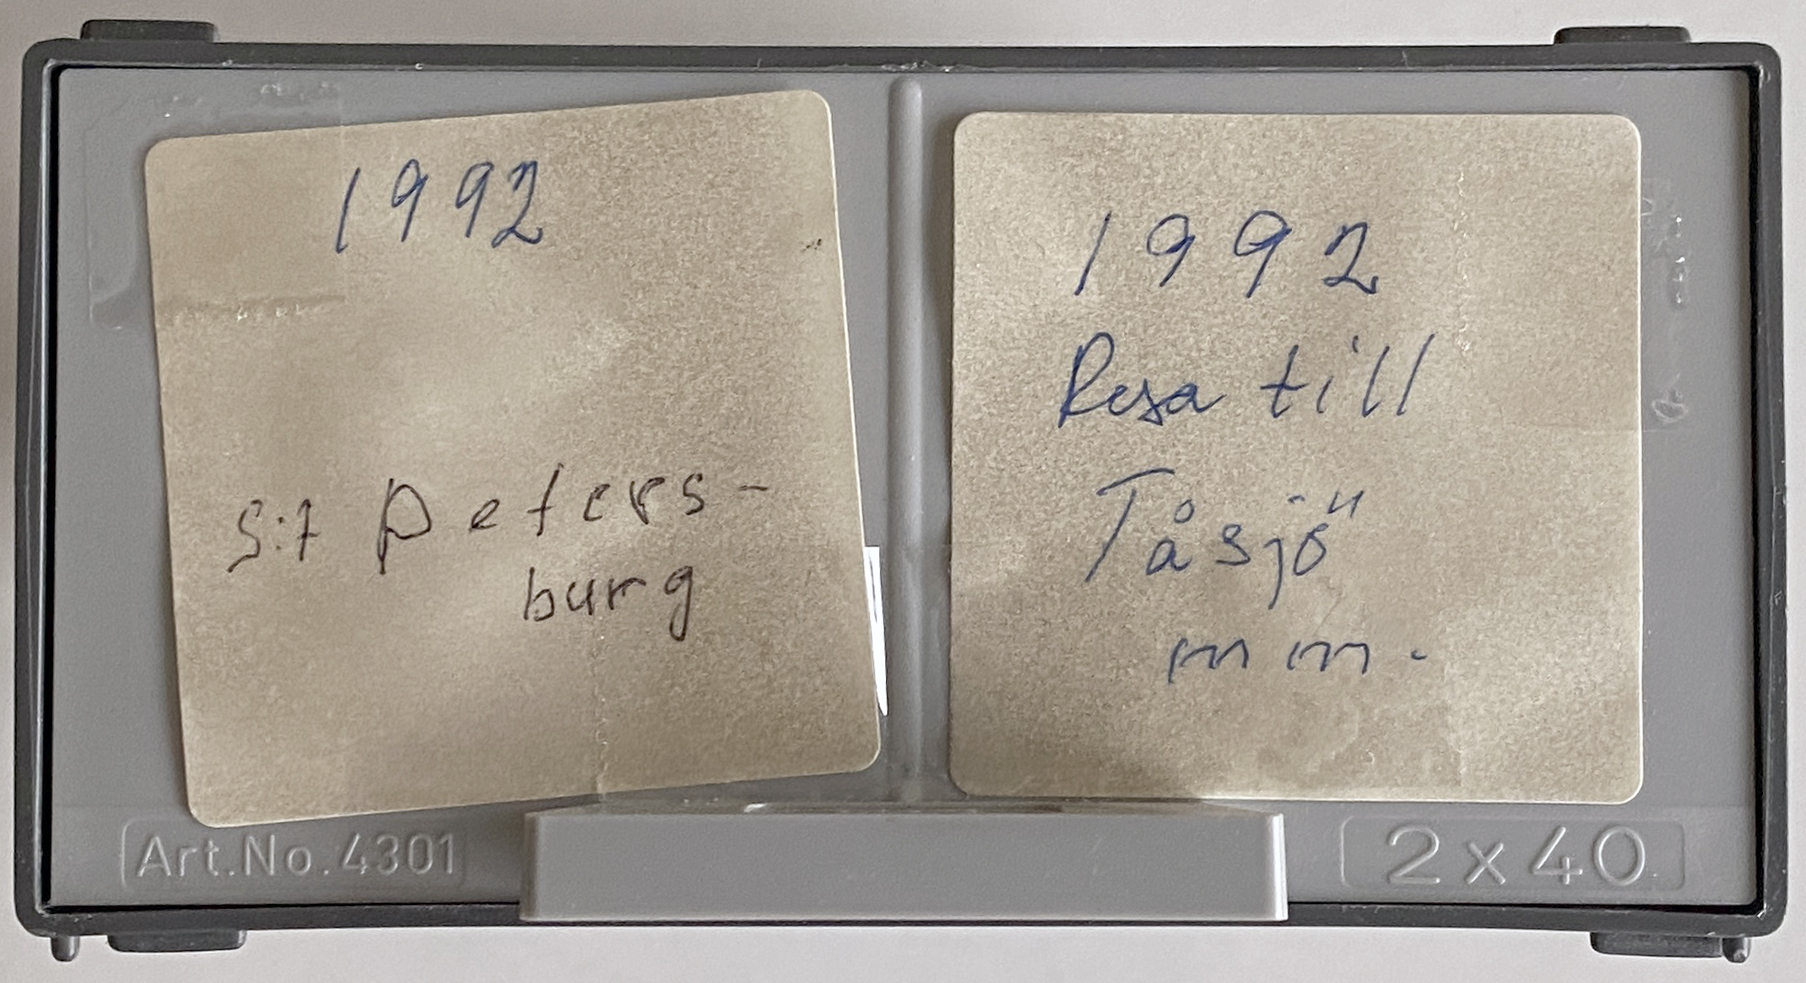 1992
S:t Peters-
burg
1992
Resa till
Tåsjö
m m.
Art.No.4301
2x40